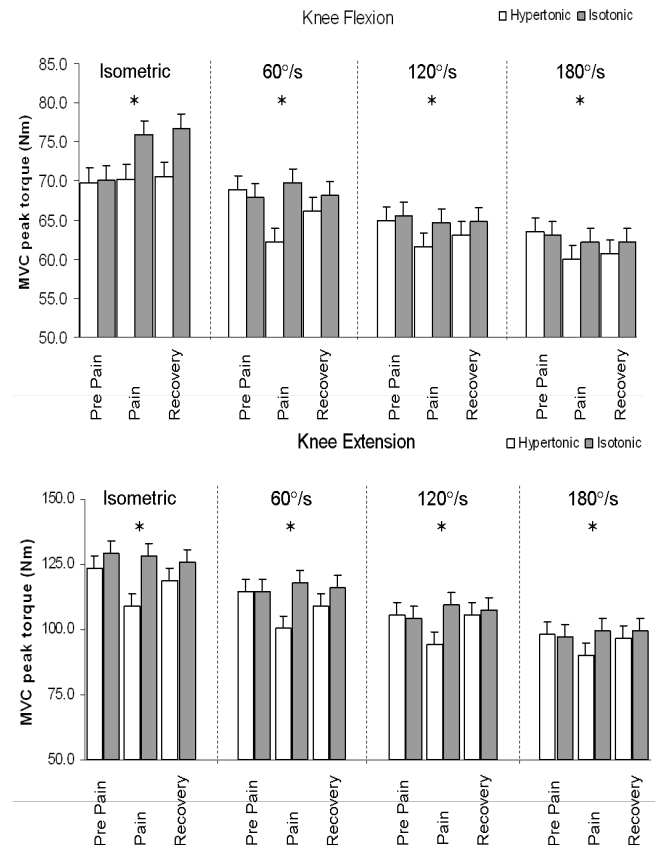 Knee Flexion
Hypertonic Isotonic
Isometric 60°/s 120°/s 180°/s
* * * *
MVC peak torque (Nm)
85.0
80.0
75.0
70.0
65.0
60.0
55.0
50.0
Pre Pain Pain Recovery Pre Pain Pain Recovery Pre Pain Pain Recovery Pre Pain Pain Recovery
Knee Extension
Hypertonic Isotonic
Isometric 60°/s 120°/s 180°/s
* * * *
MVC peak torque (Nm)
150.0
125.0
100.0
75.0
50.0
Pre Pain Pain Recovery Pre Pain Pain Recovery Pre Pain Pain Recovery Pre Pain Pain Recovery